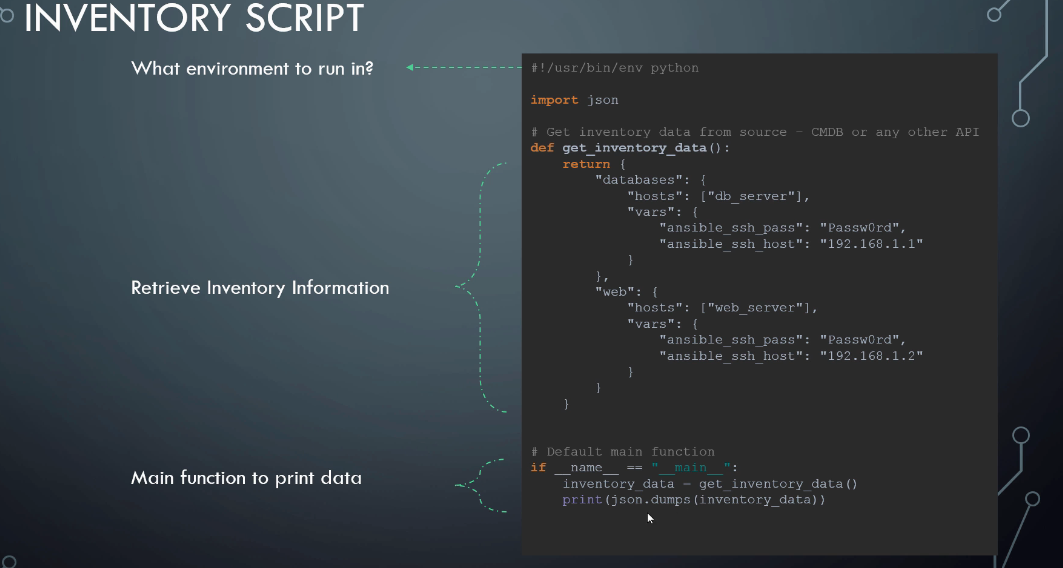 INVENTORY SCRIPT
What environment to run in?
#!/usr/bin/env python
import json
# Get inventory data from source – CMDB or any other API
def get_inventory_data():
    return {
        "databases": {
            "hosts": ["db_server"],
            "vars": {
                "ansible_ssh_pass": "Passw0rd",
                "ansible_ssh_host": "192.168.1.1"
            }
        },
        "web": {
            "hosts": ["web_server"],
            "vars": {
                "ansible_ssh_pass": "Passw0rd",
                "ansible_ssh_host": "192.168.1.2"
            }
        }
    }
Retrieve Inventory Information
# Default main function
if __name__ == "__main__":
    inventory_data = get_inventory_data()
    print(json.dumps(inventory_data))
Main function to print data